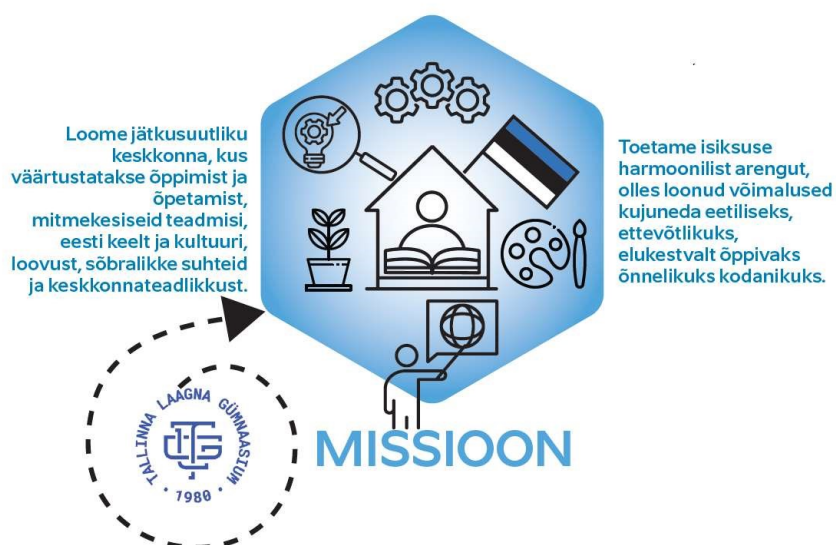 Loome jätkusuutliku
keskkonna, kus
väärtustatakse õppimist ja
õpetamist,
mitmekesiseid teadmisi,
eesti keelt ja kultuuri,
loovust, sõbralikke suhteid
ja keskkonnateadlikkust.
Toetame isiksuse
harmoonilist arengut,
olles loonud võimalused
kujuneda eetiliseks,
ettevõtlikuks,
elukestvalt õppivaks
õnnelikuks kodanikuks.
TALLINNA LAAGNA GÜMNAASIUM
TLG
• 1980 •
MISSIOON